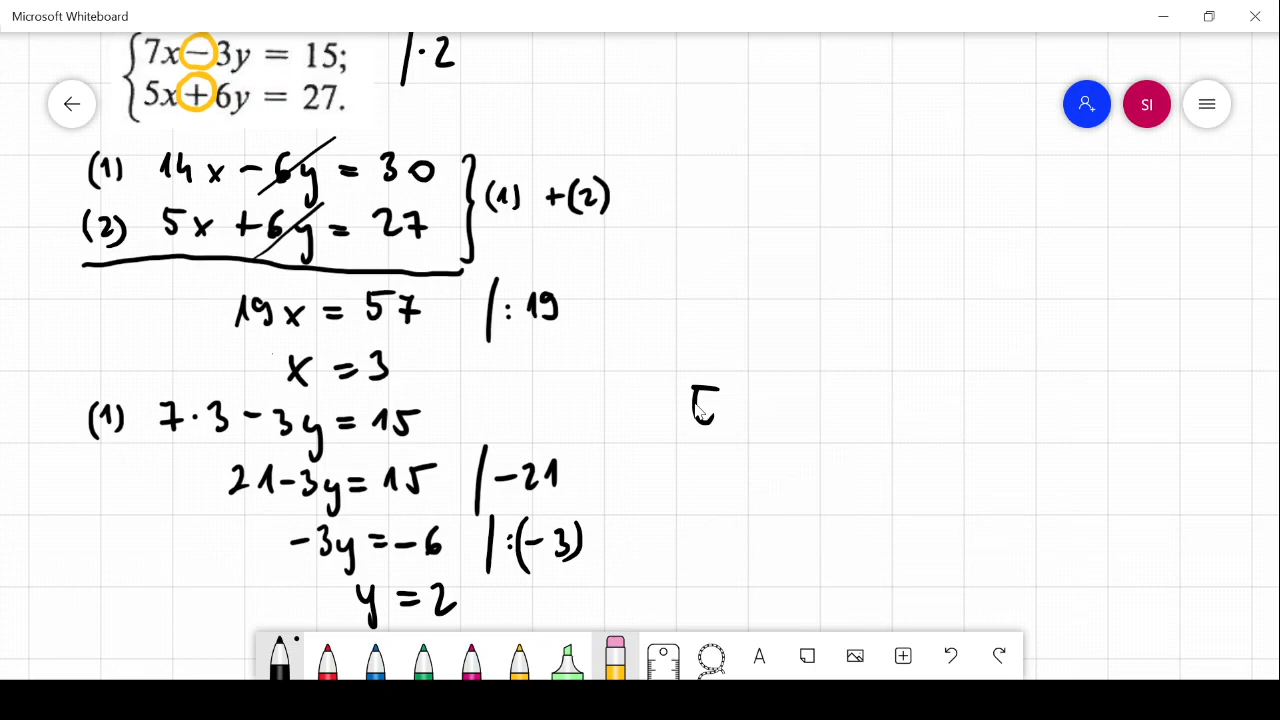 Microsoft Whiteboard
7x − 3y = 15; /· 2
5x + 6y = 27.
SI
(1) 14x − 6y = 30
(2) 5x + 6y = 27
(1) + (2)
19x = 57 /: 19
x = 3
(1) 7 · 3 − 3y = 15
21 − 3y = 15 /− 21
−3y = −6 /:(− 3)
y = 2
A